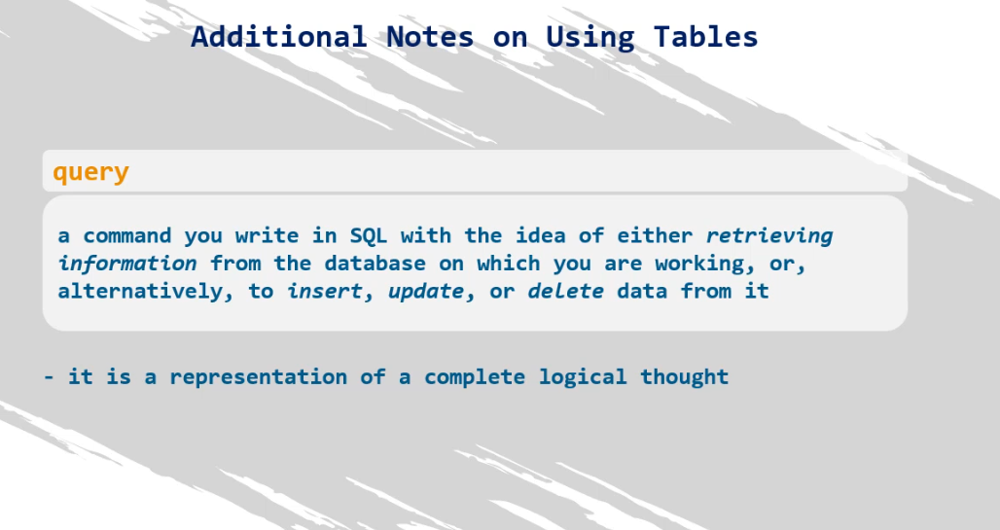 Additional Notes on Using Tables
query
a command you write in SQL with the idea of either retrieving
information from the database on which you are working, or,
alternatively, to insert, update, or delete data from it
- it is a representation of a complete logical thought